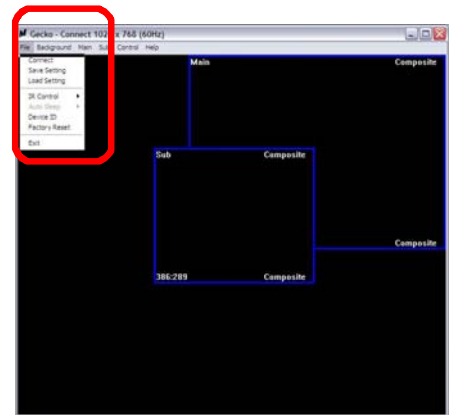 Gecko - Connect 1024 x 768 (60Hz)
File Background Main Sub Control Help
Connect
Save Setting
Load Setting
IR Control
Auto Sleep
Device ID
Factory Reset
Exit
Main Composite
Sub Composite
Composite
386:289 Composite